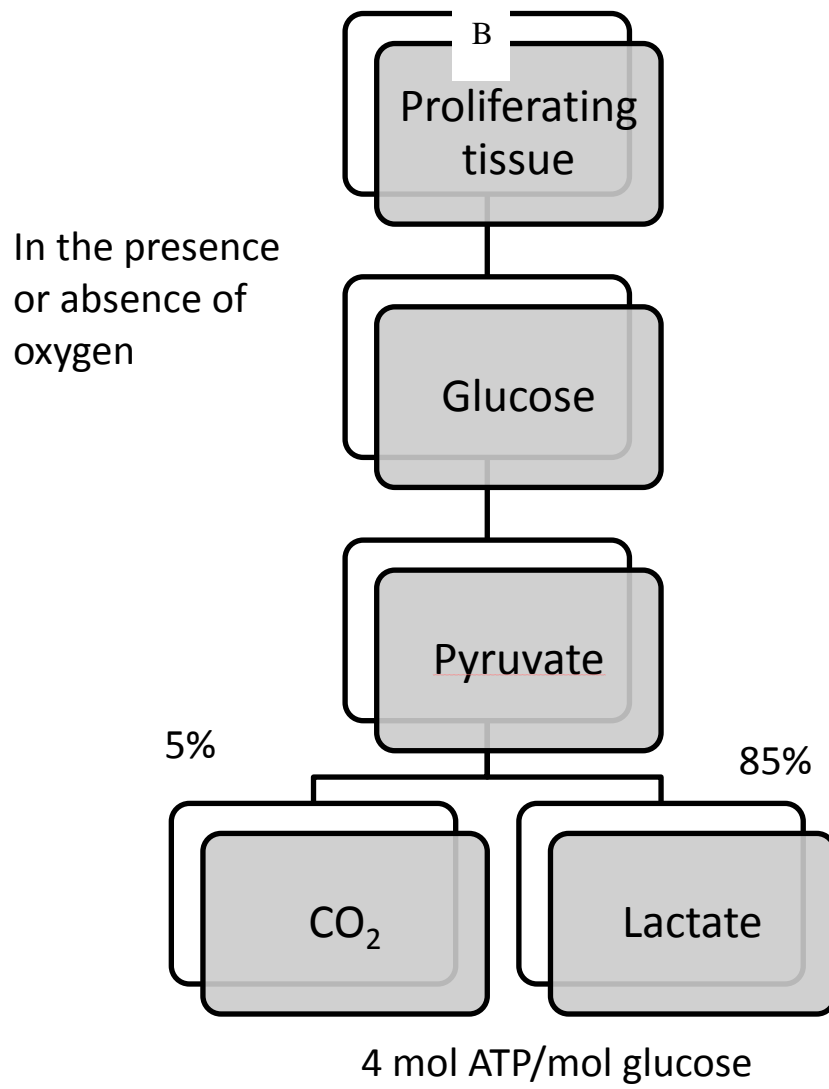 B
Proliferating
tissue
In the presence
or absence of
oxygen
Glucose
Pyruvate
5%
85%
CO₂
Lactate
4 mol ATP/mol glucose